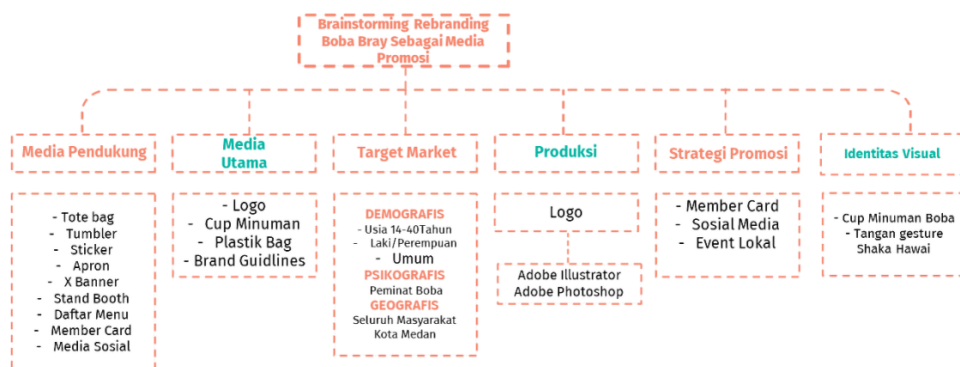 Brainstorming Rebranding
Boba Bray Sebagai Media
Promosi
Media Pendukung
- Tote bag
- Tumbler
- Sticker
- Apron
- X Banner
- Stand Booth
- Daftar Menu
- Member Card
- Media Sosial
Media
Utama
- Logo
- Cup Minuman
- Plastik Bag
- Brand Guidlines
Target Market
DEMOGRAFIS
- Usia 14-40Tahun
- Laki/Perempuan
- Umum
PSIKOGRAFIS
Peminat Boba
GEOGRAFIS
Seluruh Masyarakat
Kota Medan
Produksi
Logo
Adobe Illustrator
Adobe Photoshop
Strategi Promosi
- Member Card
- Sosial Media
- Event Lokal
Identitas Visual
- Cup Minuman Boba
- Tangan gesture
Shaka Hawai